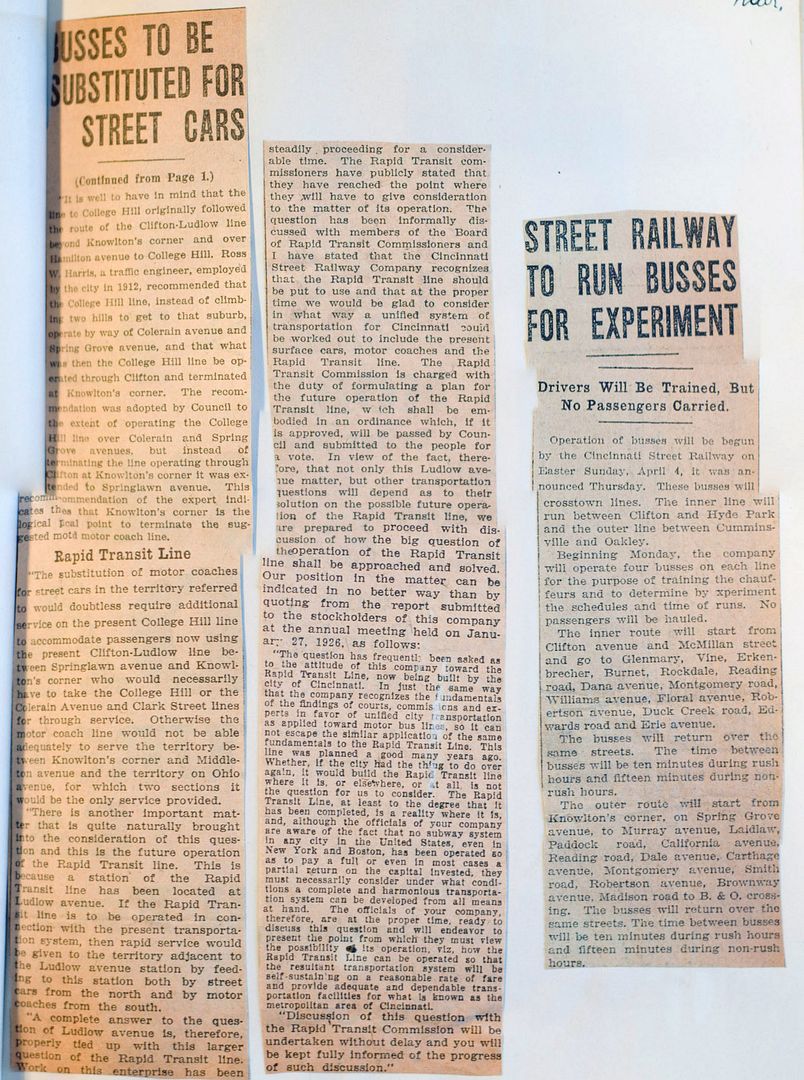 Mar,
BUSSES TO BE
SUBSTITUTED FOR
STREET CARS
(Continued from Page 1.)
"It is well to have in mind that the
line to College Hill originally followed
the route of the Clifton-Ludlow line
beyond Knowlton's corner and over
Hamilton avenue to College Hill. Ross
W. Harris, a traffic engineer, employed
by the city in 1912, recommended that
the College Hill line, instead of climb-
ing two hills to get to that suburb,
operate by way of Colerain avenue and
Spring Grove avenue, and that what
was then the College Hill line be op-
erated through Clifton and terminated
at Knowlton's corner. The recom-
mendation was adopted by Council to
the extent of operating the College
Hill line over Colerain and Spring
Grove avenues, but instead of
terminating the line operating through
Clifton at Knowlton's corner it was ex-
tended to Springlawn avenue. This
recommendation of the expert indi-
cates that Knowlton's corner is the
logical focal point to terminate the sug-
gested motor coach line.
Rapid Transit Line
"The substitution of motor coaches
for street cars in the territory referred
to would doubtless require additional
service on the present College Hill line
to accommodate passengers now using
the present Clifton-Ludlow line be-
tween Springlawn avenue and Knowl-
ton's corner who would necessarily
have to take the College Hill or the
Colerain Avenue and Clark Street lines
for through service. Otherwise the
motor coach line would not be able
adequately to serve the territory be-
tween Knowlton's corner and Middle-
ton avenue and the territory on Ohio
avenue, for which two sections it
would be the only service provided.
"There is another important mat-
ter that is quite naturally brought
into the consideration of this ques-
tion and this is the future operation
of the Rapid Transit line. This is
because a station of the Rapid
Transit line has been located at
Ludlow avenue. If the Rapid Tran-
sit line is to be operated in con-
nection with the present transporta-
tion system, then rapid service would
be given to the territory adjacent to
the Ludlow avenue station by feed-
ing to this station both by street
cars from the north and by motor
coaches from the south.
"A complete answer to the ques-
tion of Ludlow avenue is, therefore,
properly tied up with this larger
question of the Rapid Transit line.
Work on this enterprise has been
steadily proceeding for a consider-
able time. The Rapid Transit com-
missioners have publicly stated that
they have reached the point where
they will have to give consideration
to the matter of its operation. The
question has been informally dis-
cussed with members of the Board
of Rapid Transit Commissioners and
I have stated that the Cincinnati
Street Railway Company recognizes
that the Rapid Transit line should
be put to use and that at the proper
time we would be glad to consider
in what way a unified system of
transportation for Cincinnati could
be worked out to include the present
surface cars, motor coaches and the
Rapid Transit line. The Rapid
Transit Commission is charged with
the duty of formulating a plan for
the future operation of the Rapid
Transit line, w ich shall be em-
bodied in an ordinance which, if it
is approved, will be passed by Coun-
cil and submitted to the people for
a vote. In view of the fact, there-
fore, that not only this Ludlow ave-
nue matter, but other transportation
questions will depend as to their
solution on the possible future opera-
tion of the Rapid Transit line, we
are prepared to proceed with dis-
cussion of how the big question of
the operation of the Rapid Transit
line shall be approached and solved.
Our position in the matter can be
indicated in no better way than by
quoting from the report submitted
to the stockholders of this company
at the annual meeting held on Janu-
ary 27, 1926, as follows:
"The question has frequently been asked as
to the attitude of this company toward the
Rapid Transit Line, now being built by the
city of Cincinnati. In just the same way
that the company recognizes the fundamentals
of the findings of courts, commissions and ex-
perts in favor of unified city transportation
as applied toward motor bus lines, so it can
not escape the similar application of the same
fundamentals to the Rapid Transit Line. This
line was planned a good many years ago.
Whether, if the city had the thing to do over
again, it would build the Rapid Transit line
where it is, or elsewhere, or at all, is not
the question for us to consider. The Rapid
Transit Line, at least to the degree that it
has been completed, is a reality where it is,
and, although the officials of your company
are aware of the fact that no subway system
in any city in the United States, even in
New York and Boston, has been operated so
as to pay a full or even in most cases a
partial return on the capital invested, they
must necessarily consider under what condi-
tions a complete and harmonious transporta-
tion system can be developed from all means
at hand. The officials of your company,
therefore, are at the proper time, ready to
discuss this question and will endeavor to
present the point from which they must view
the possibility of its operation, viz, how the
Rapid Transit Line can be operated so that
the resultant transportation system will be
self-sustaining on a reasonable rate of fare
and provide adequate and dependable trans-
portation facilities for what is known as the
metropolitan area of Cincinnati.
"Discussion of this question with
the Rapid Transit Commission will be
undertaken without delay and you will
be kept fully informed of the progress
of such discussion."
STREET RAILWAY
TO RUN BUSSES
FOR EXPERIMENT
Drivers Will Be Trained, But
No Passengers Carried.
Operation of busses will be begun
by the Cincinnati Street Railway on
Easter Sunday, April 4, it was an-
nounced Thursday. These busses will
crosstown lines. The inner line will
run between Clifton and Hyde Park
and the outer line between Cummins-
ville and Oakley.
Beginning Monday, the company
will operate four busses on each line
for the purpose of training the chauf-
feurs and to determine by xperiment
the schedules and time of runs. No
passengers will be hauled.
The inner route will start from
Clifton avenue and McMillan street
and go to Glenmary, Vine, Erken-
brecher, Burnet, Rockdale, Reading
road, Dana avenue, Montgomery road,
Williams avenue, Floral avenue, Rob-
ertson avenue, Duck Creek road, Ed-
wards road and Erie avenue.
The busses will return over the
same streets. The time between
busses will be ten minutes during rush
hours and fifteen minutes during non-
rush hours.
The outer route will start from
Knowlton's corner, on Spring Grove
avenue, to Murray avenue, Laidlaw,
Paddock road, California avenue,
Reading road, Dale avenue, Carthage
avenue, Montgomery avenue, Smith
road, Robertson avenue, Brownway
avenue, Madison road to B. & O. cross-
ing. The busses will return over the
same streets. The time between busses
will be ten minutes during rush hours
and fifteen minutes during non-rush
hours.